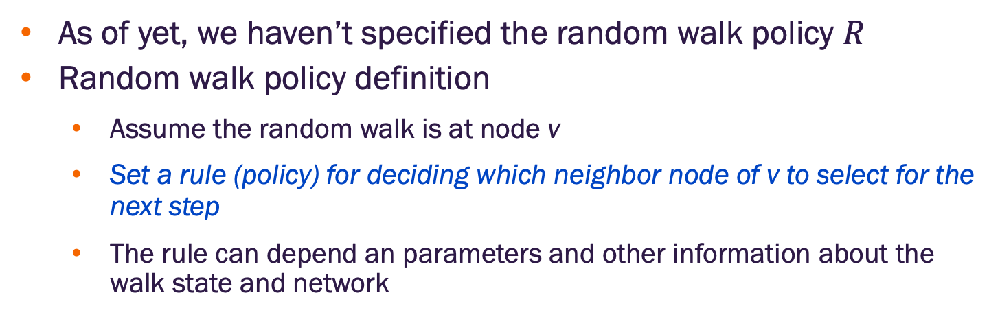 • As of yet, we haven’t specified the random walk policy R
• Random walk policy definition
• Assume the random walk is at node v
• Set a rule (policy) for deciding which neighbor node of v to select for the
next step
• The rule can depend an parameters and other information about the
walk state and network